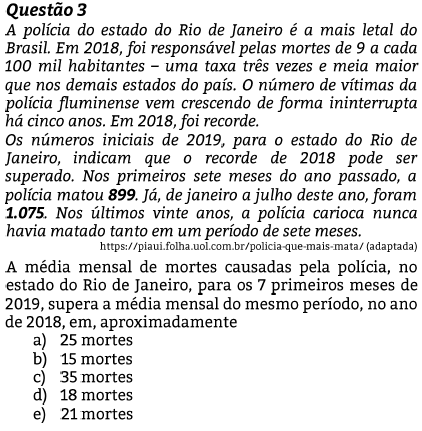 Questão 3
A polícia do estado do Rio de Janeiro é a mais letal do
Brasil. Em 2018, foi responsável pelas mortes de 9 a cada
100 mil habitantes – uma taxa três vezes e meia maior
que nos demais estados do país. O número de vítimas da
polícia fluminense vem crescendo de forma ininterrupta
há cinco anos. Em 2018, foi recorde.
Os números iniciais de 2019, para o estado do Rio de
Janeiro, indicam que o recorde de 2018 pode ser
superado. Nos primeiros sete meses do ano passado, a
polícia matou 899. Já, de janeiro a julho deste ano, foram
1.075. Nos últimos vinte anos, a polícia carioca nunca
havia matado tanto em um período de sete meses.
https://piaui.folha.uol.com.br/policia-que-mais-mata/ (adaptada)
A média mensal de mortes causadas pela polícia, no
estado do Rio de Janeiro, para os 7 primeiros meses de
2019, supera a média mensal do mesmo período, no ano
de 2018, em, aproximadamente
a) 25 mortes
b) 15 mortes
c) 35 mortes
d) 18 mortes
e) 21 mortes